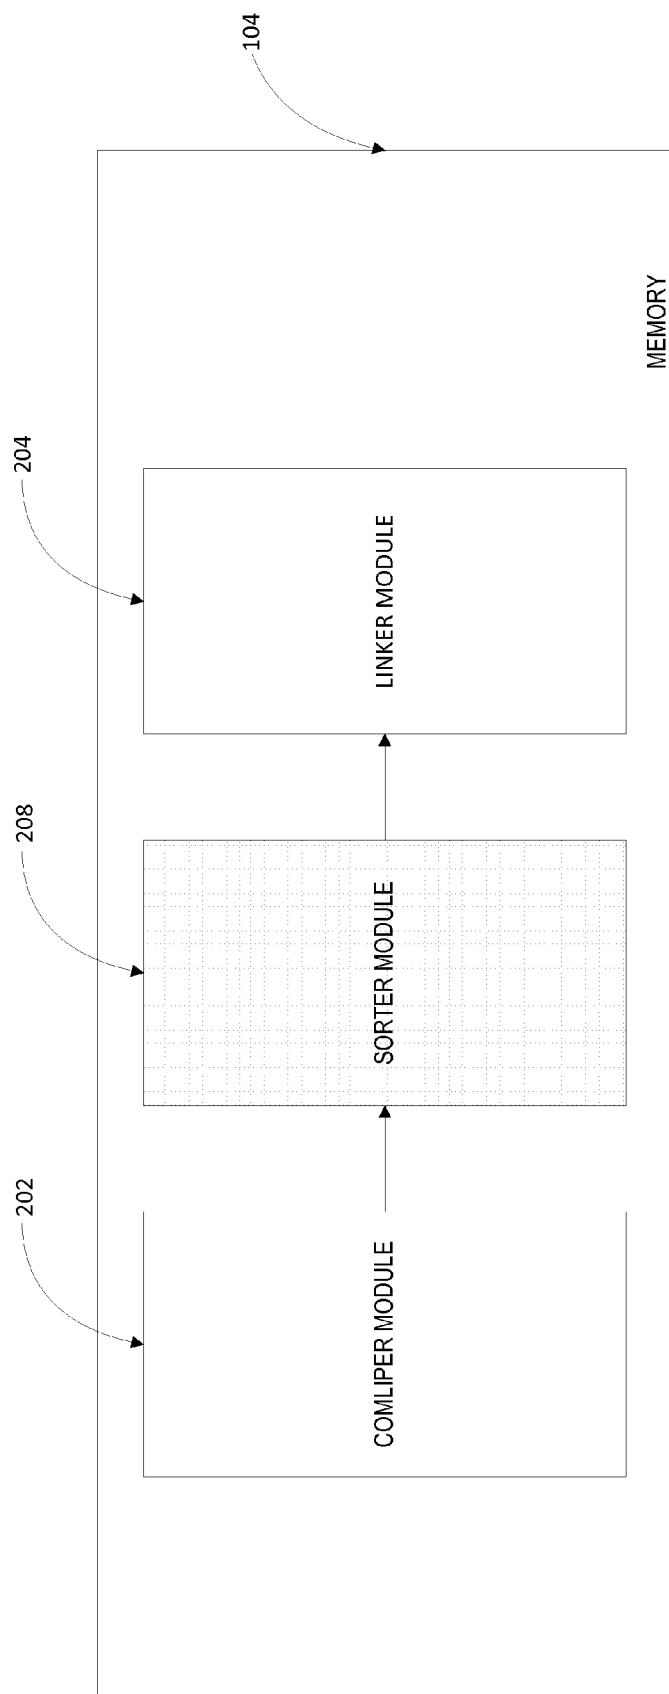 202
208
204
104
COMLIPER MODULE
SORTER MODULE
LINKER MODULE
MEMORY